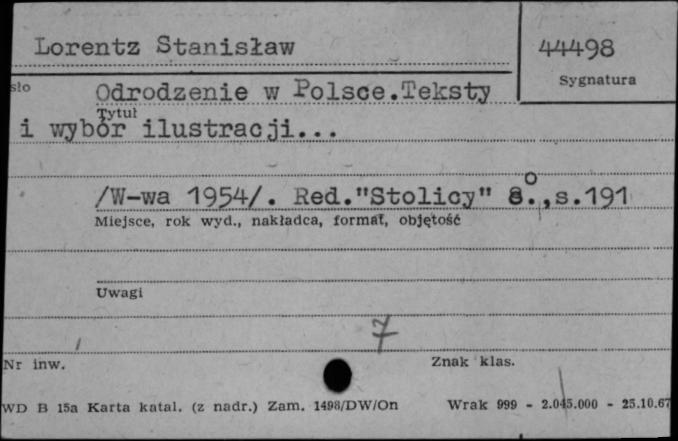 Lorentz Stanisław
44498
Sygnatura
sło
Odrodzenie w Polsce.Teksty
Tytuł
i wybór ilustracji...
/W-wa 1954/. Red."Stolicy" 8°.,s.191
Miejsce, rok wyd., nakładca, format, objętość
Uwagi
7
Nr inw.
Znak klas.
WD B 15a Karta katal. (z nadr.) Zam. 1498/DW/On
Wrak 999 - 2.045.000 - 25.10.67